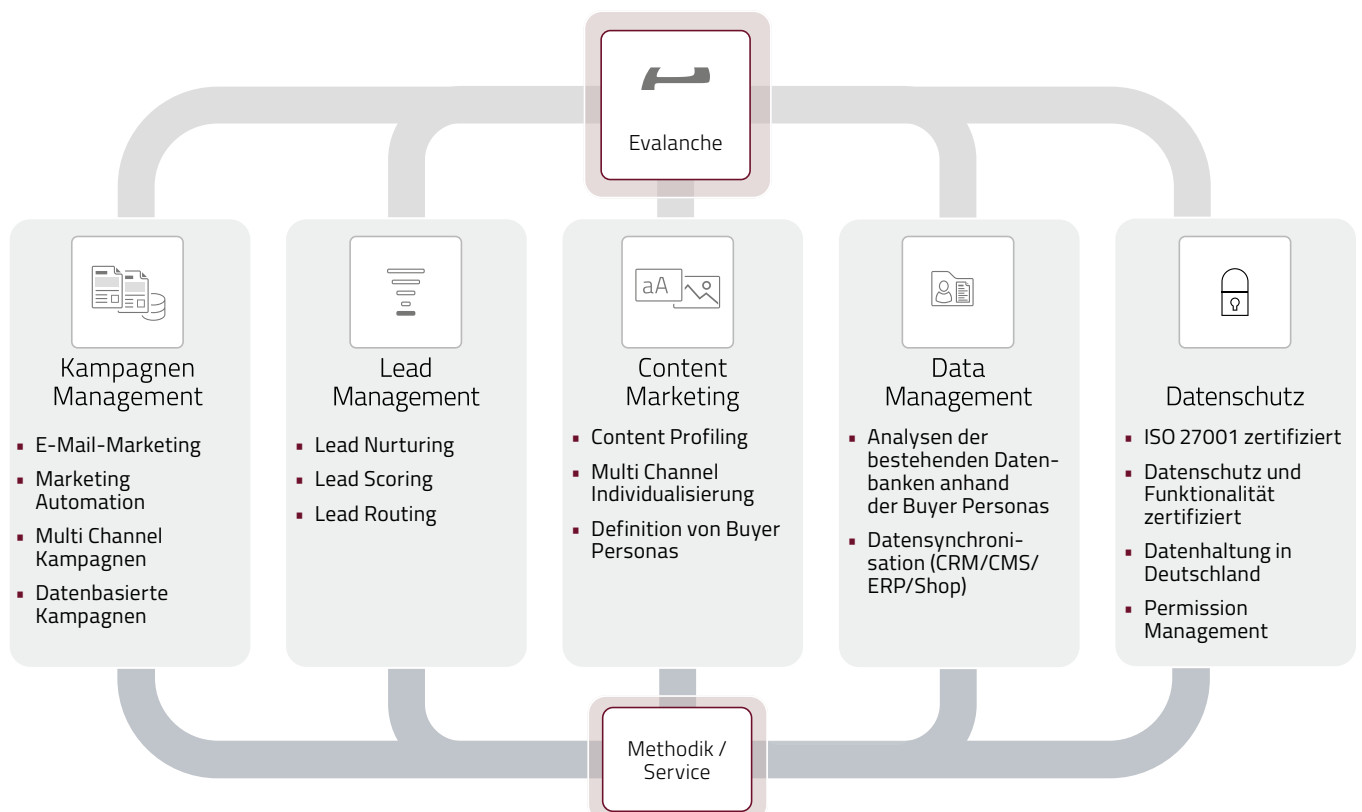 Evalanche
Kampagnen
Management
▪ E-Mail-Marketing
▪ Marketing
Automation
▪ Multi Channel
Kampagnen
▪ Datenbasierte
Kampagnen
Lead
Management
▪ Lead Nurturing
▪ Lead Scoring
▪ Lead Routing
aA
Content
Marketing
▪ Content Profiling
▪ Multi Channel
Individualisierung
▪ Definition von Buyer
Personas
Data
Management
▪ Analysen der
bestehenden Daten-
banken anhand
der Buyer Personas
▪ Datensynchroni-
sation (CRM/CMS/
ERP/Shop)
Datenschutz
▪ ISO 27001 zertifiziert
▪ Datenschutz und
Funktionalität
zertifiziert
▪ Datenhaltung in
Deutschland
▪ Permission
Management
Methodik /
Service